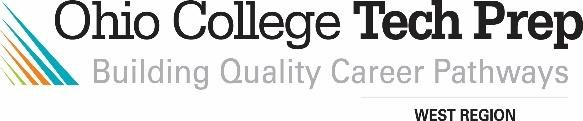 Ohio College Tech Prep
Building Quality Career Pathways
WEST REGION